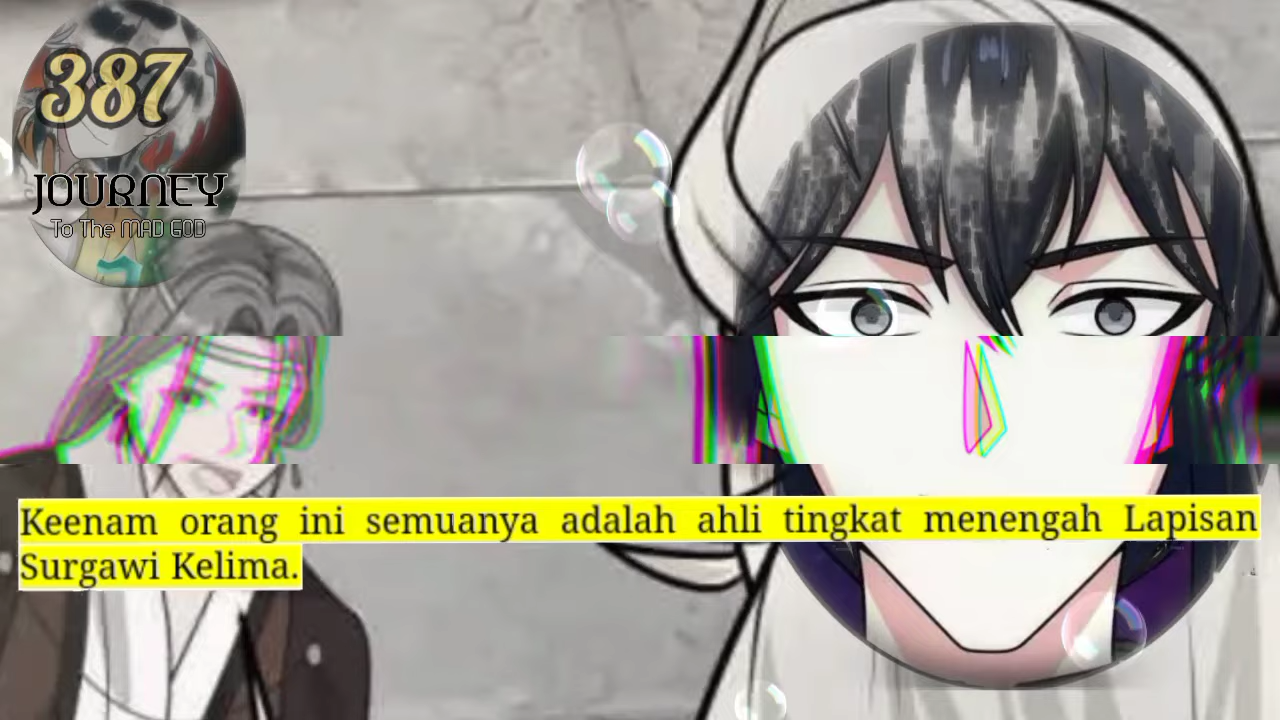 387
JOURNEY
To The MAD GOD
Keenam orang ini semuanya adalah ahli tingkat menengah Lapisan
Surgawi Kelima.